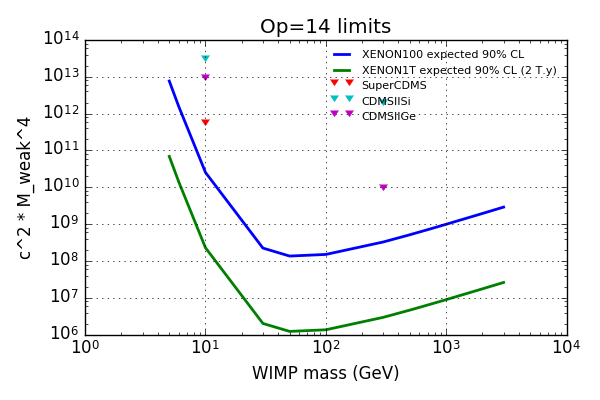 Op=14 limits
10^14
10^13
10^12
10^11
10^10
10^9
10^8
10^7
10^6
c^2 * M_weak^4
XENON100 expected 90% CL
XENON1T expected 90% CL (2 T.y)
SuperCDMS
CDMSIISi
CDMSIIGe
10^0 10^1 10^2 10^3 10^4
WIMP mass (GeV)